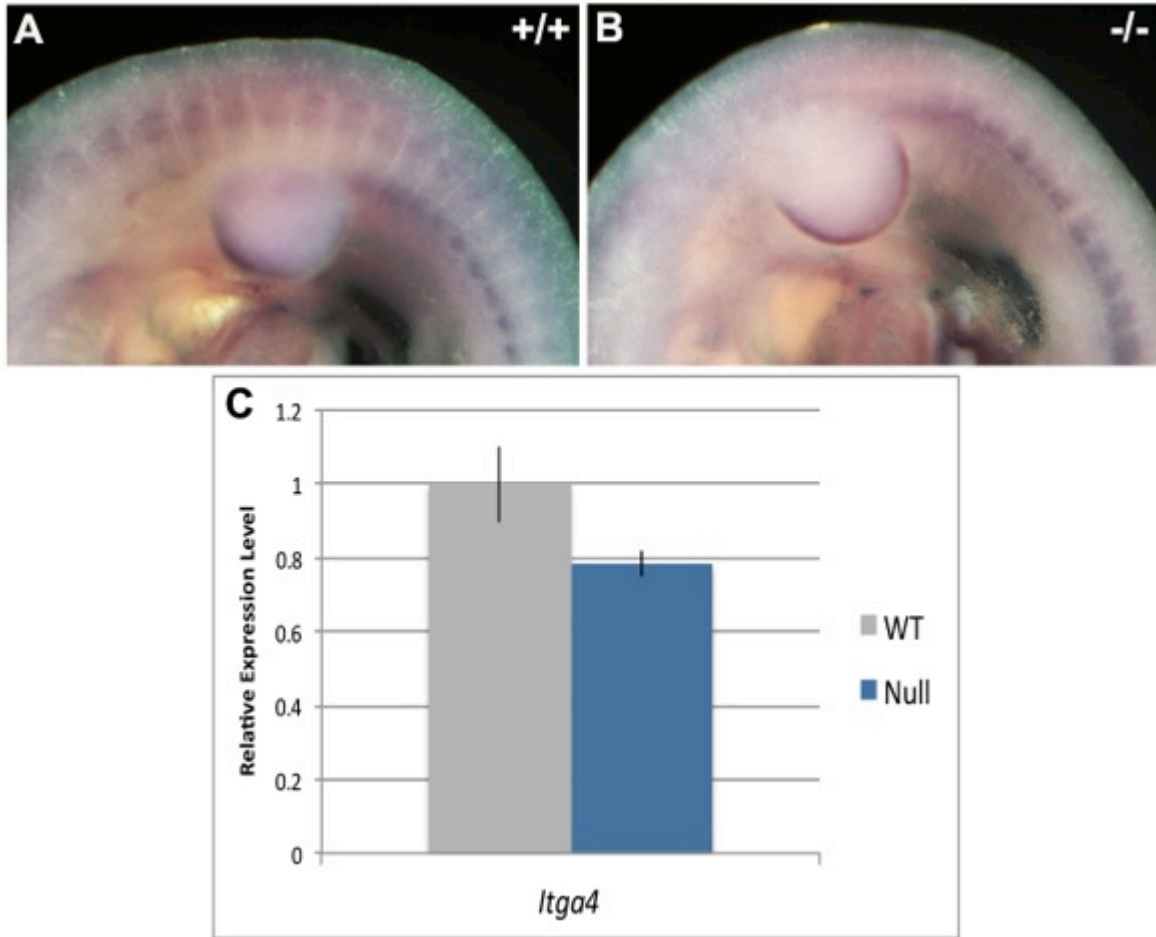 A +/+
B -/-
C
1.2
1
0.8
0.6
0.4
0.2
0
Relative Expression Level
WT
Null
Itga4